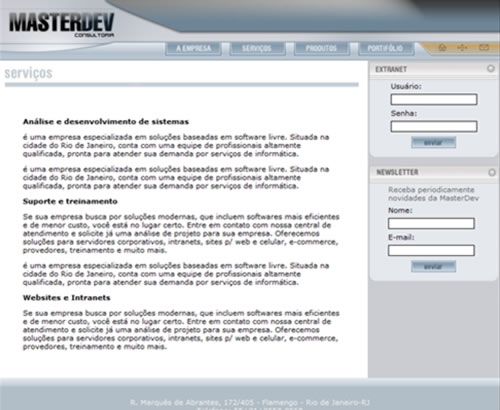 MASTERDEV
CONSULTORIA
A EMPRESA
SERVIÇOS
PRODUTOS
PORTIFÓLIO
serviços
Análise e desenvolvimento de sistemas
é uma empresa especializada em soluções baseadas em software livre. Situada na
cidade do Rio de Janeiro, conta com uma equipe de profissionais altamente
qualificada, pronta para atender sua demanda por serviços de informática.
é uma empresa especializada em soluções baseadas em software livre. Situada na
cidade do Rio de Janeiro, conta com uma equipe de profissionais altamente
qualificada, pronta para atender sua demanda por serviços de informática.
Suporte e treinamento
Se sua empresa busca por soluções modernas, que incluem softwares mais eficientes
e de menor custo, você está no lugar certo. Entre em contato com nossa central de
atendimento e solicite já uma análise de projeto para sua empresa. Oferecemos
soluções para servidores corporativos, intranets, sites p/ web e celular, e-commerce,
provedores, treinamento e muito mais.
é uma empresa especializada em soluções baseadas em software livre. Situada na
cidade do Rio de Janeiro, conta com uma equipe de profissionais altamente
qualificada, pronta para atender sua demanda por serviços de informática.
Websites e Intranets
Se sua empresa busca por soluções modernas, que incluem softwares mais eficientes
e de menor custo, você está no lugar certo. Entre em contato com nossa central de
atendimento e solicite já uma análise de projeto para sua empresa. Oferecemos
soluções para servidores corporativos, intranets, sites p/ web e celular, e-commerce,
provedores, treinamento e muito mais.
EXTRANET
Usuário:
Senha:
enviar
NEWSLETTER
Receba periodicamente
novidades da MasterDev
Nome:
E-mail:
enviar
R. Marquês de Abrantes, 172/405 - Flamengo - Rio de Janeiro-RJ